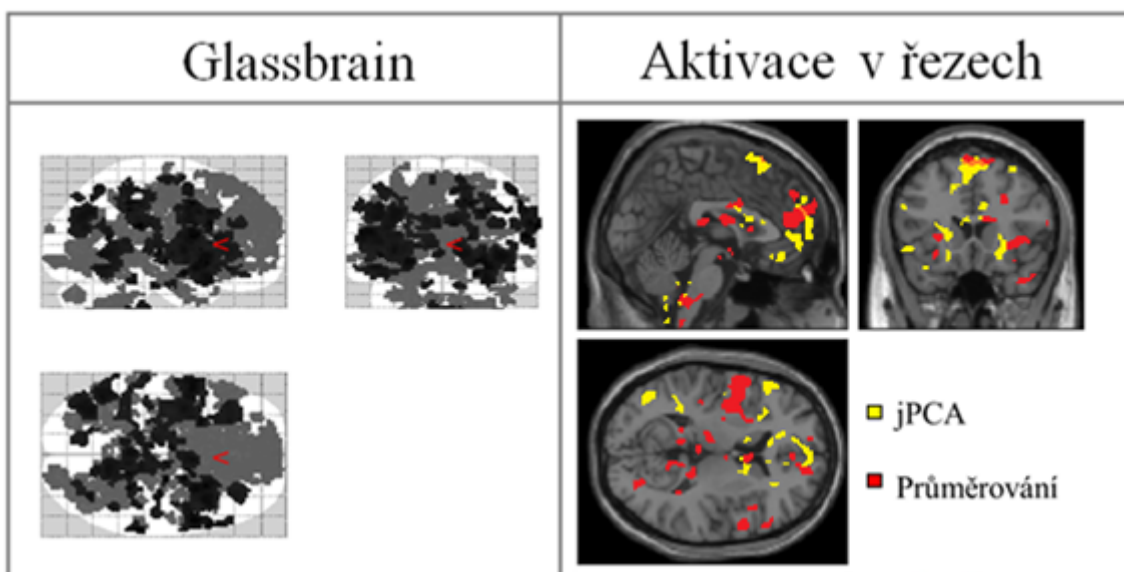 Glassbrain
Aktivace v řezech
<
<
<
jPCA
Průměrování